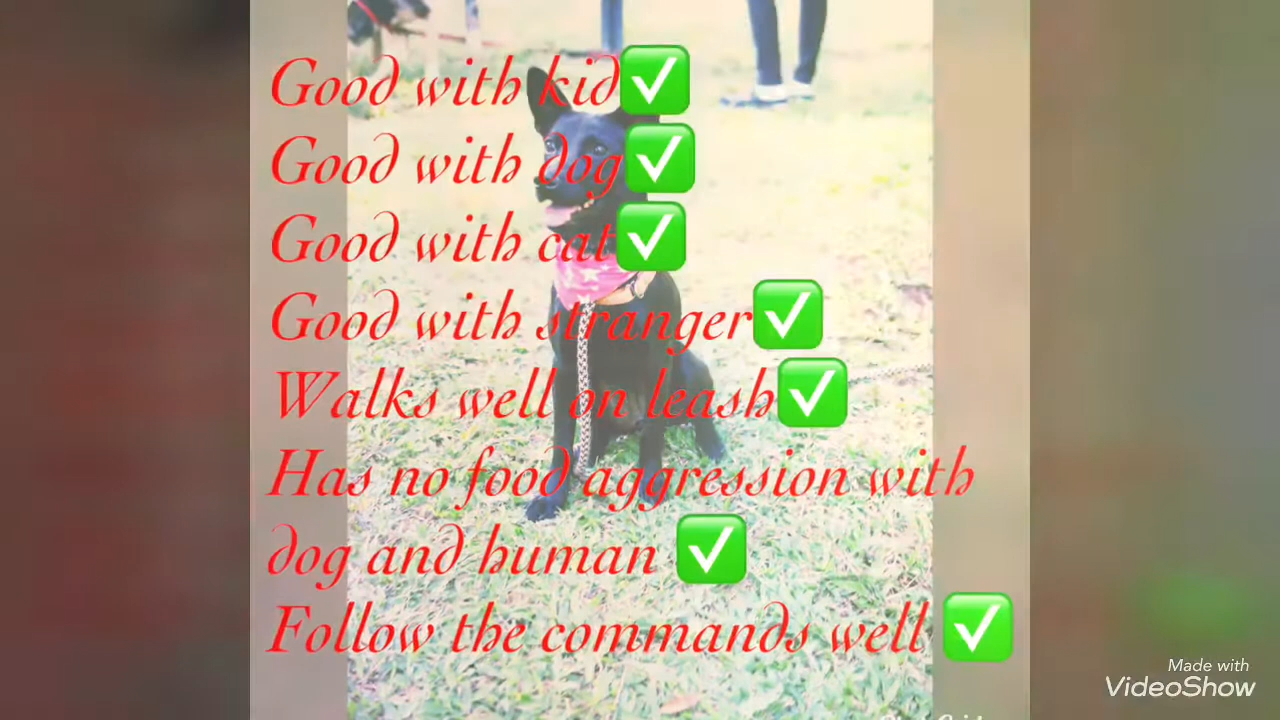 Good with kid✅
Good with dog✅
Good with cat✅
Good with stranger✅
Walks well on leash✅
Has no food aggression with
dog and human ✅
Follow the commands well ✅
Made with
VideoShow